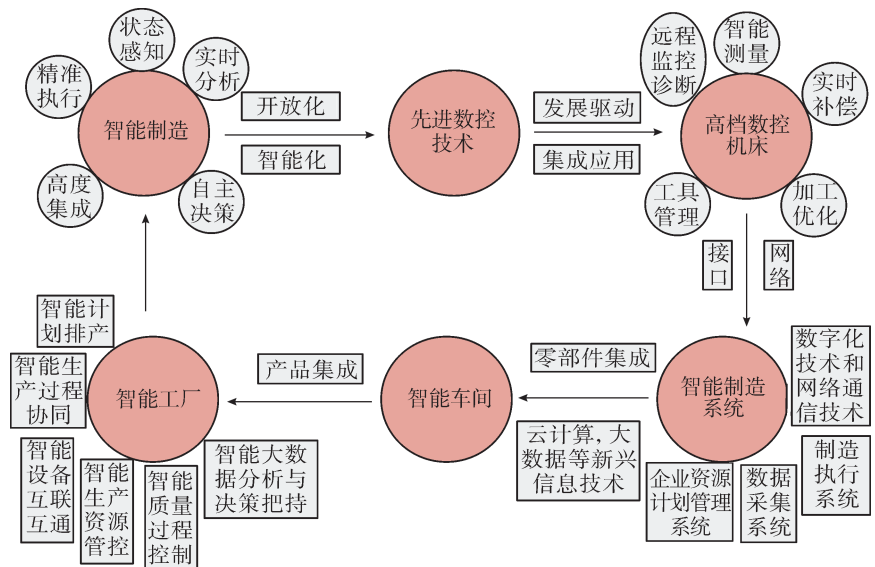 状态
感知
实时
分析
精准
执行
智能制造
高度
集成
自主
决策
开放化
智能化
先进数控
技术
发展驱动
集成应用
远程
监控
诊断
智能
测量
实时
补偿
高档数控
机床
工具
管理
加工
优化
接
口
网
络
智能制造
系统
数字化
技术和
网络通
信技术
制造
执行
系统
数据
采集
系统
企业资源
计划管理
系统
零部件集成
云计算,大
数据等新兴
信息技术
智能车间
产品集成
智能工厂
智能计
划排产
智能生
产过程
协同
智能
设备
互联
互通
智能
生产
资源
管控
智能
质量
过程
控制
智能大数
据分析与
决策把持